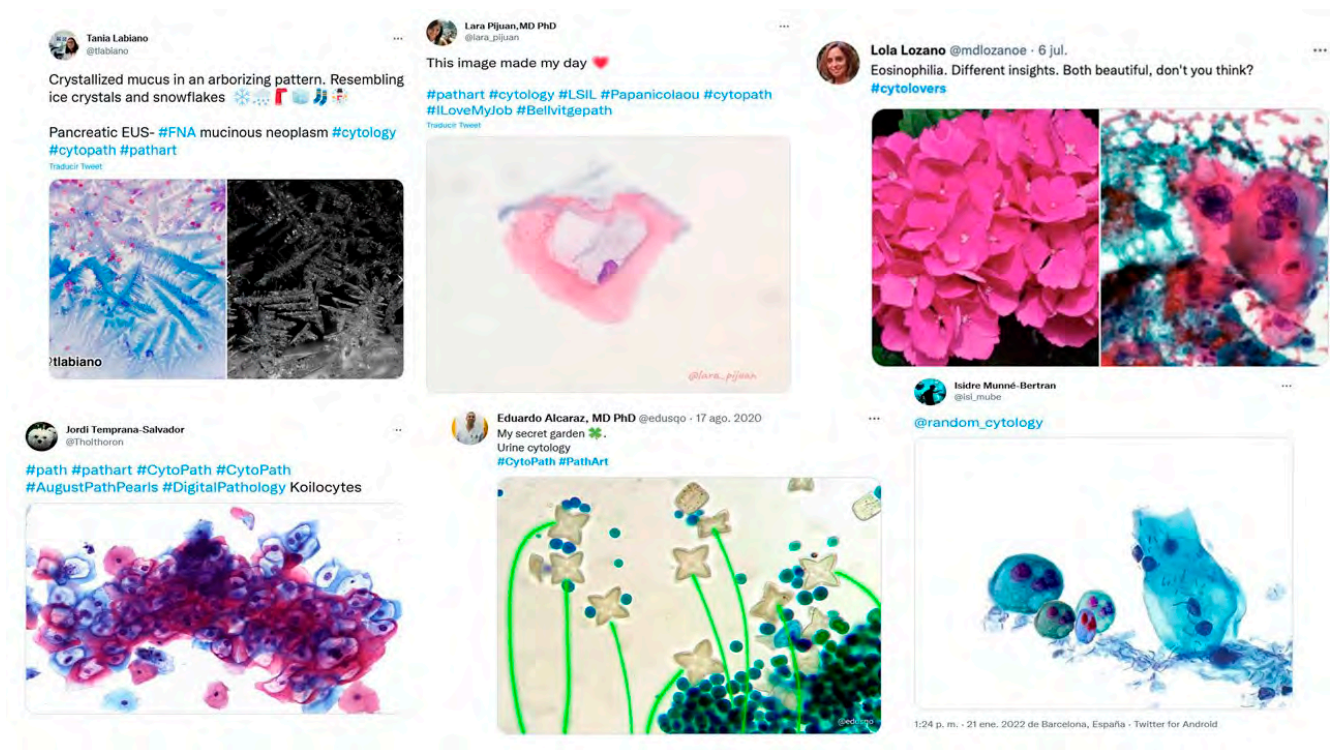 Tania Labiano
@tlabiano
Crystallized mucus in an arborizing pattern. Resembling
ice crystals and snowflakes ❄️🌨️🧣🧊🧦⛄
Pancreatic EUS- #FNA mucinous neoplasm #cytology
#cytopath #pathart
Traducir Tweet
tlabiano
Lara Pijuan,MD PhD
@lara_pijuan
This image made my day ❤️
#pathart #cytology #LSIL #Papanicolaou #cytopath
#ILoveMyJob #Bellvitgepath
Traducir Tweet
@lara_pijuan
Lola Lozano @mdlozanoe · 6 jul.
Eosinophilia. Different insights. Both beautiful, don't you think?
#cytolovers
Jordi Temprana-Salvador
@Tholthoron
#path #pathart #CytoPath #CytoPath
#AugustPathPearls #DigitalPathology Koilocytes
Eduardo Alcaraz, MD PhD @edusqo · 17 ago. 2020
My secret garden 🍀.
Urine cytology
#CytoPath #PathArt
@edusqo
Isidre Munné-Bertran
@isi_mube
@random_cytology
1:24 p. m. · 21 ene. 2022 de Barcelona, España · Twitter for Android